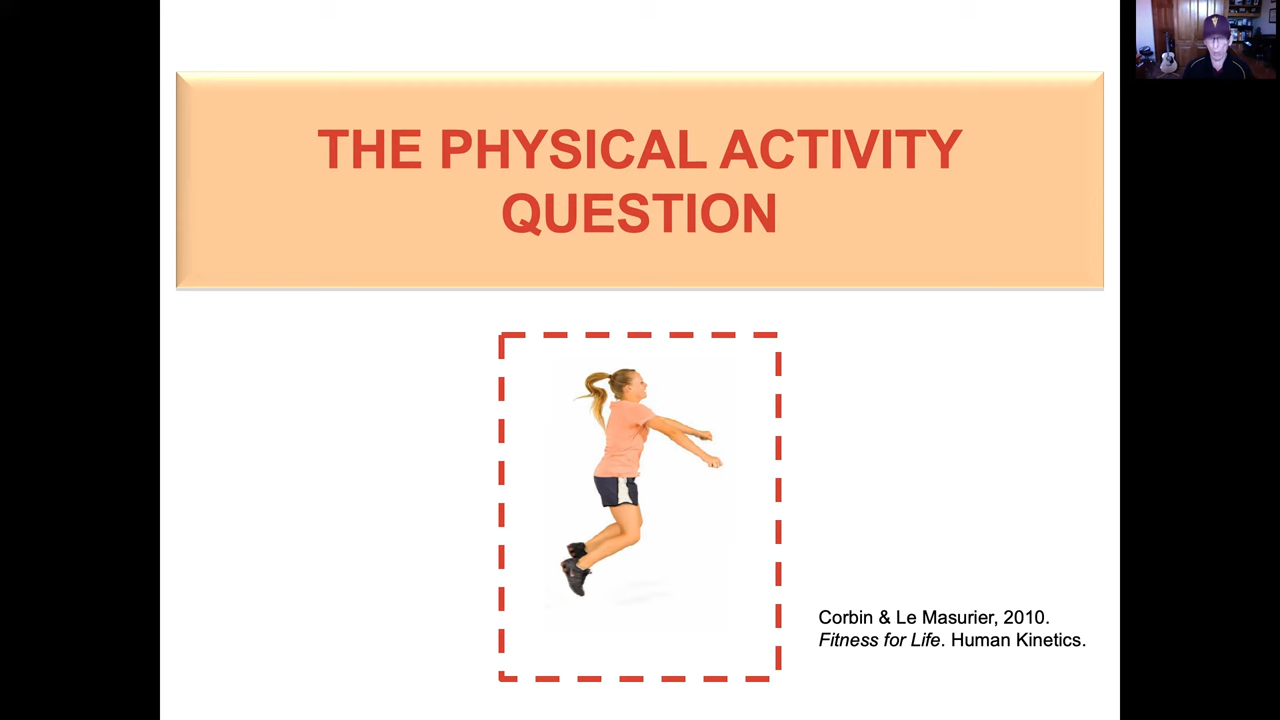 THE PHYSICAL ACTIVITY
QUESTION
Corbin & Le Masurier, 2010.
Fitness for Life. Human Kinetics.